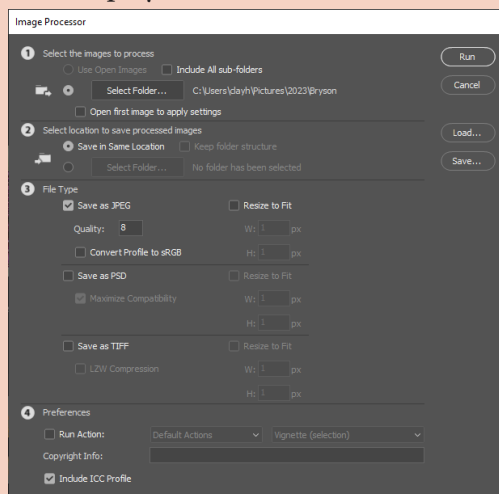 Image Processor
1 Select the images to process
Use Open Images Include All sub-folders
Select Folder... C:\Users\clayh\Pictures\2023\Bryson
Open first image to apply settings
2 Select location to save processed images
Save in Same Location Keep folder structure
Select Folder... No folder has been selected
3 File Type
Save as JPEG Resize to Fit
Quality: 8 W: 1 px
Convert Profile to sRGB H: 1 px
Save as PSD Resize to Fit
Maximize Compatibility W: 1 px
H: 1 px
Save as TIFF Resize to Fit
LZW Compression W: 1 px
H: 1 px
4 Preferences
Run Action: Default Actions Vignette (selection)
Copyright Info:
Include ICC Profile
Run
Cancel
Load...
Save...